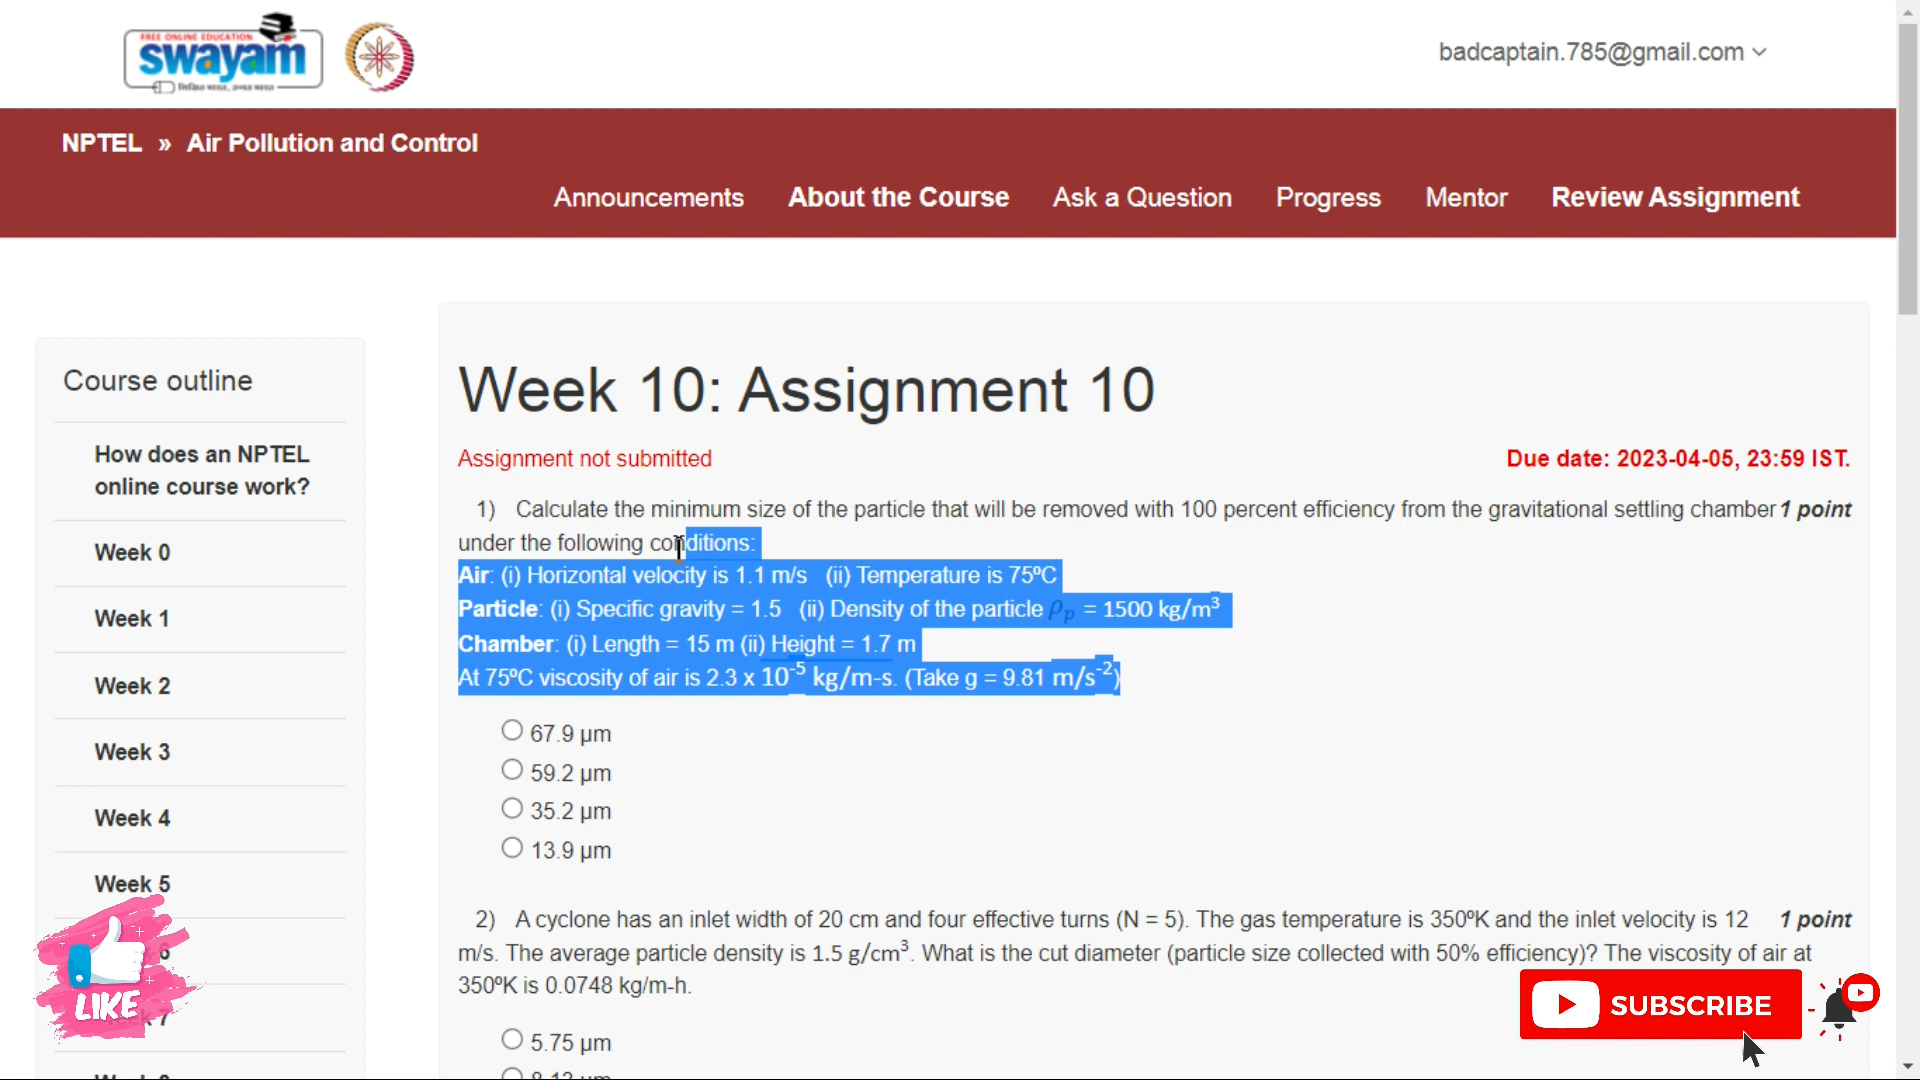 FREE ONLINE EDUCATION
swayam
badcaptain.785@gmail.com
NPTEL » Air Pollution and Control
Announcements About the Course Ask a Question Progress Mentor Review Assignment
Course outline
How does an NPTEL
online course work?
Week 0
Week 1
Week 2
Week 3
Week 4
Week 5
6
7
LIKE
Week 10: Assignment 10
Assignment not submitted Due date: 2023-04-05, 23:59 IST.
1) Calculate the minimum size of the particle that will be removed with 100 percent efficiency from the gravitational settling chamber 1 point
under the following conditions:
Air: (i) Horizontal velocity is 1.1 m/s (ii) Temperature is 75ºC
Particle: (i) Specific gravity = 1.5 (ii) Density of the particle ρₚ = 1500 kg/m³
Chamber: (i) Length = 15 m (ii) Height = 1.7 m
At 75ºC viscosity of air is 2.3 x 10⁻⁵ kg/m-s. (Take g = 9.81 m/s⁻²)
67.9 µm
59.2 µm
35.2 µm
13.9 µm
2) A cyclone has an inlet width of 20 cm and four effective turns (N = 5). The gas temperature is 350ºK and the inlet velocity is 12 1 point
m/s. The average particle density is 1.5 g/cm³. What is the cut diameter (particle size collected with 50% efficiency)? The viscosity of air at
350ºK is 0.0748 kg/m-h.
5.75 µm
SUBSCRIBE